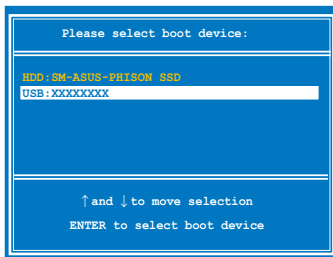 Please select boot device:
HDD:SM-ASUS-PHISON SSD
USB:XXXXXXXX
↑ and ↓ to move selection
ENTER to select boot device